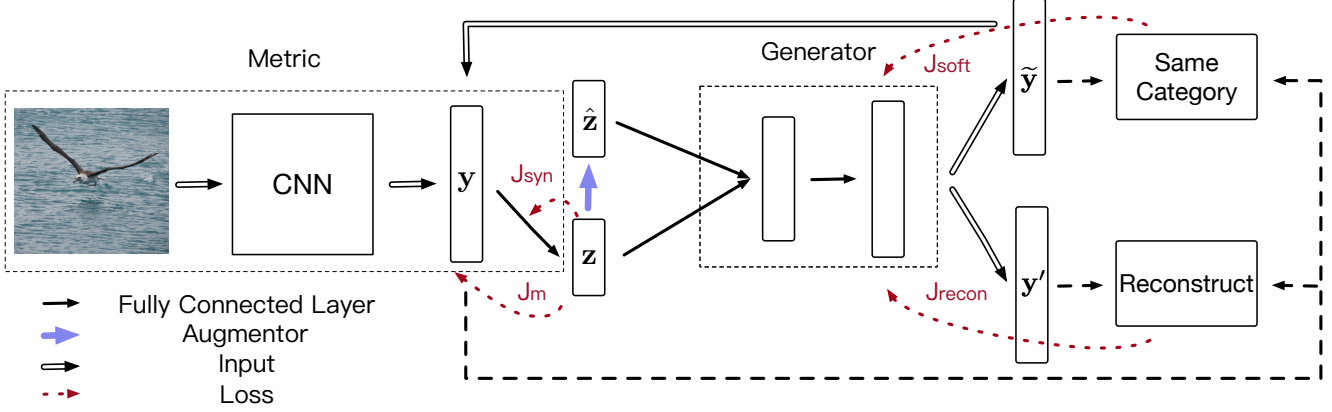 Metric
Generator
CNN
y
ẑ
z
Jsyn
Jm
Jsoft
Jrecon
ỹ
y′
Same
Category
Reconstruct
Fully Connected Layer
Augmentor
Input
Loss